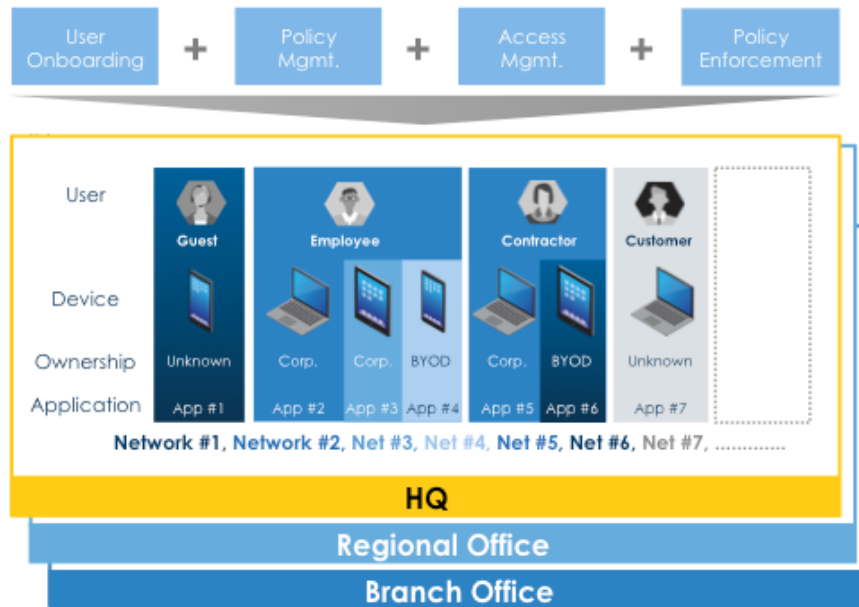 User
Onboarding
+
Policy
Mgmt.
+
Access
Mgmt.
+
Policy
Enforcement
User
Guest
Employee
Contractor
Customer
Device
Ownership
Unknown
Corp.
Corp.
BYOD
Corp.
BYOD
Unknown
Application
App #1
App #2
App #3
App #4
App #5
App #6
App #7
Network #1, Network #2, Net #3, Net #4, Net #5, Net #6, Net #7, .............
HQ
Regional Office
Branch Office